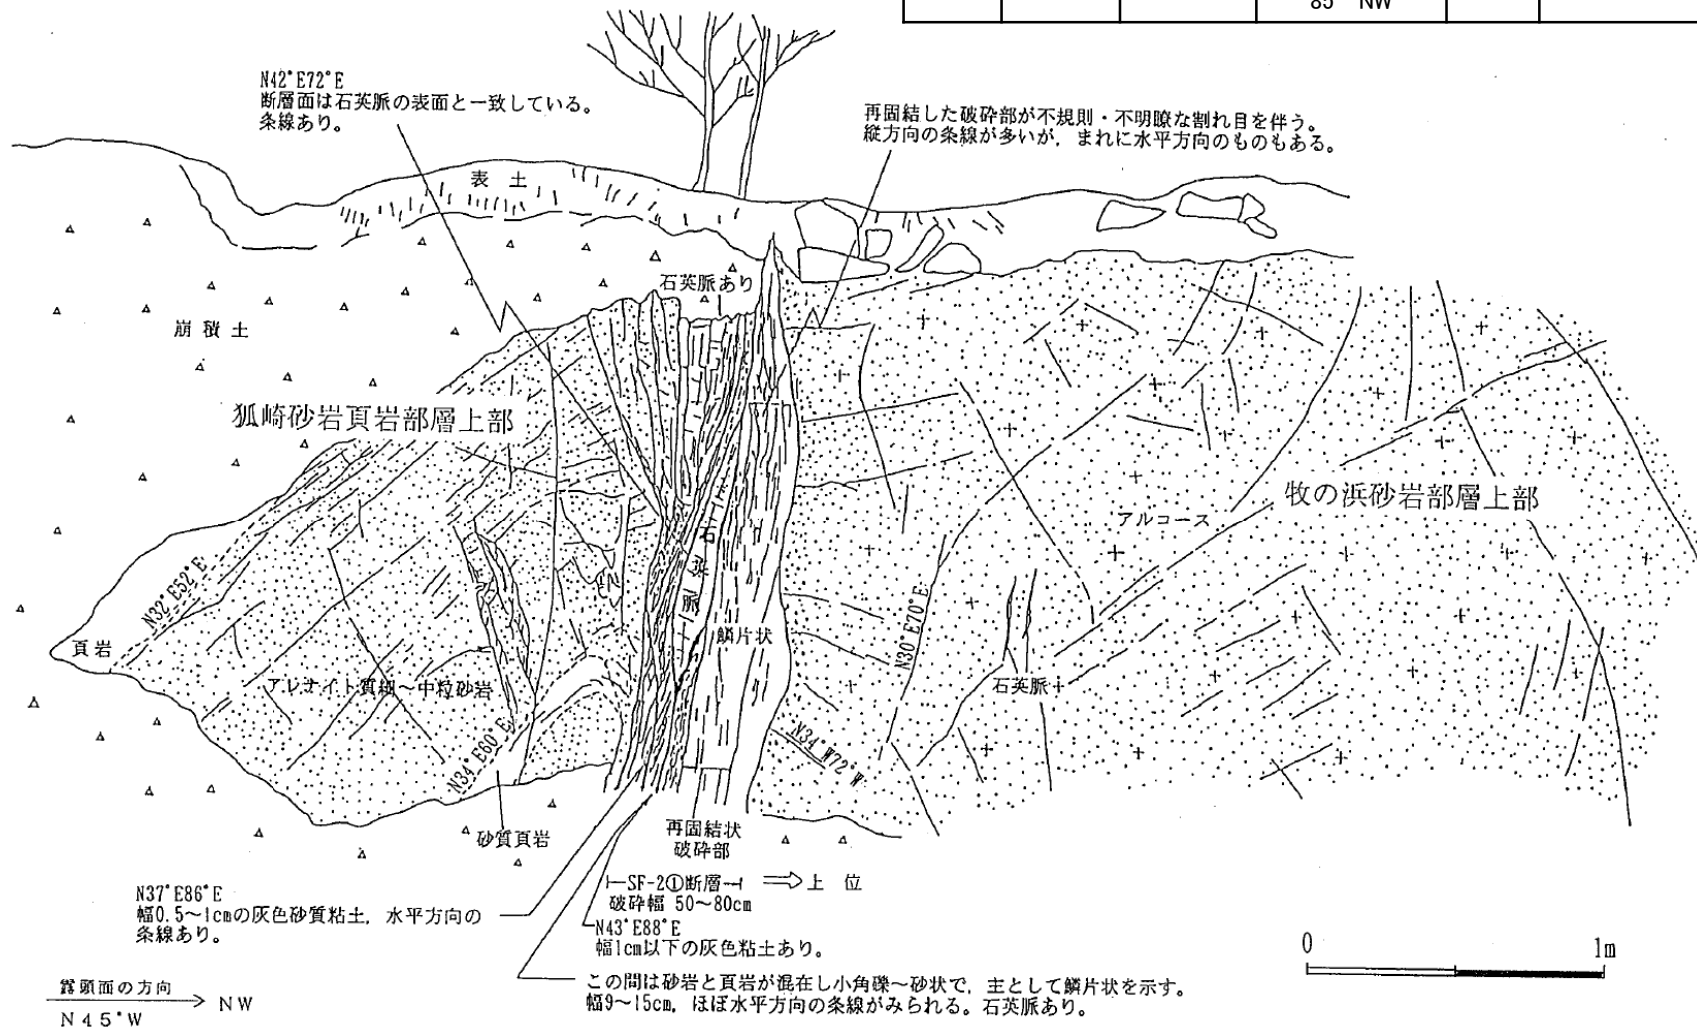 85° NW
N42°E72°E
断層面は石英脈の表面と一致している。
条線あり。
再固結した破砕部が不規則・不明瞭な割れ目を伴う。
縦方向の条線が多いが，まれに水平方向のものもある。
表土
石英脈あり
崩積土
狐崎砂岩頁岩部層上部
牧の浜砂岩部層上部
アルコース
石英脈
N32°E52°E
頁岩
鱗片状
N30°E70°E
石英脈
アレナイト質細～中粒砂岩
N34°E60°E
N34°W72°W
砂質頁岩
再固結状
破砕部
SF-2①断層 ⇒上位
破砕幅 50～80cm
N37°E86°E
幅0.5～1cmの灰色砂質粘土，水平方向の
条線あり。
N43°E88°E
幅1cm以下の灰色粘土あり。
この間は砂岩と頁岩が混在し小角礫～砂状で，主として鱗片状を示す。
幅9～15cm，ほぼ水平方向の条線がみられる。石英脈あり。
0 1m
露頭面の方向
NW
N45°W